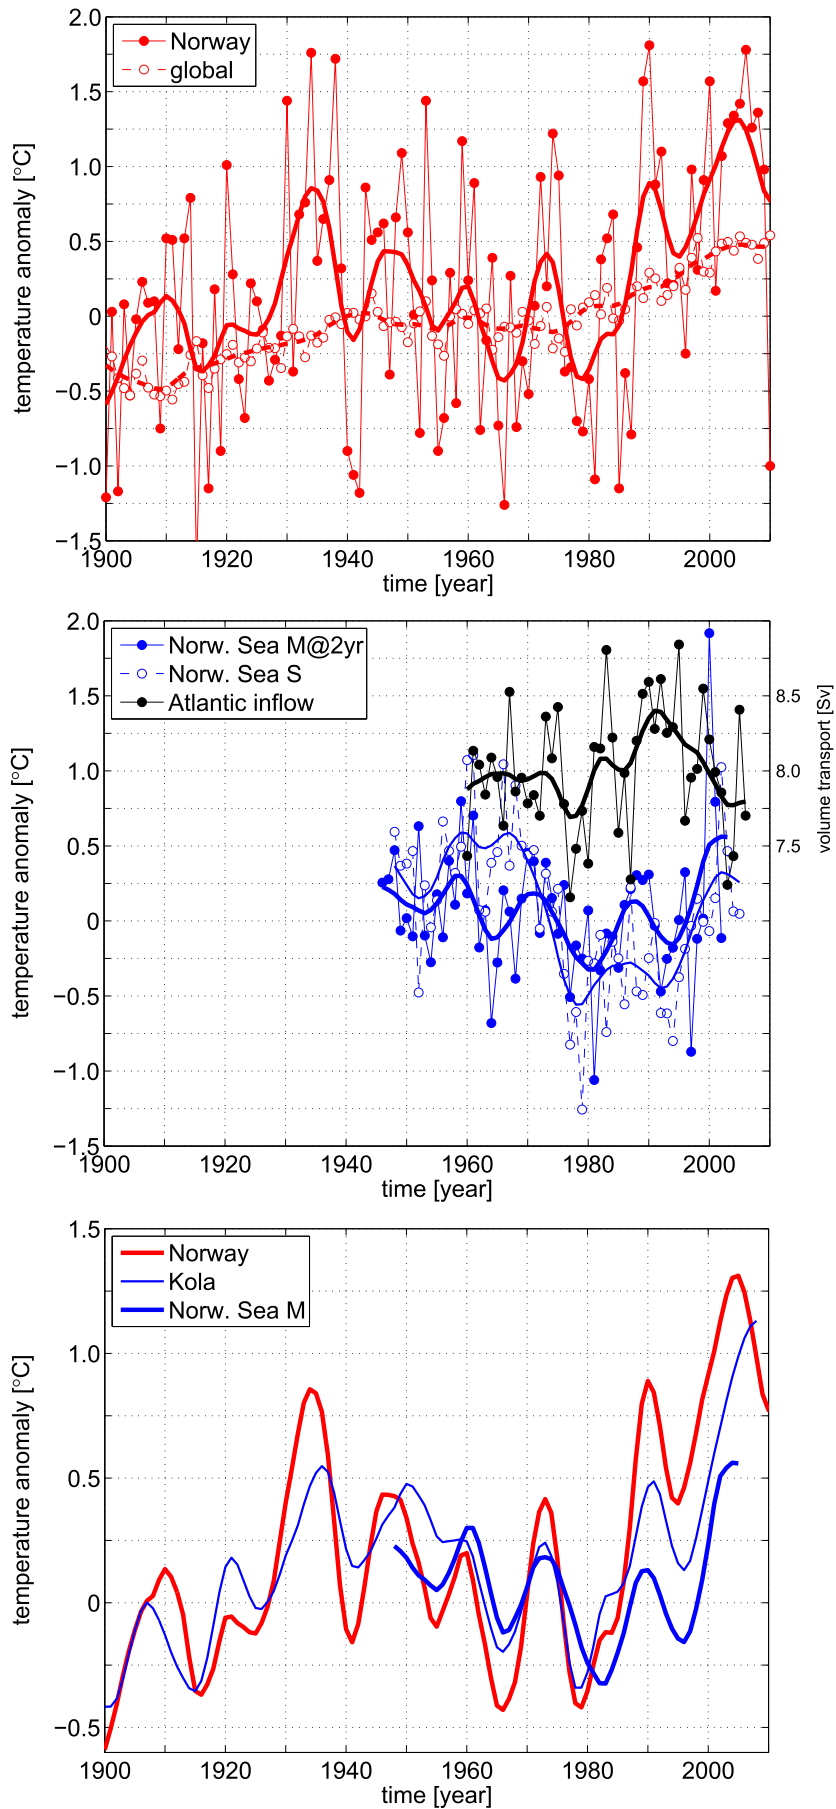 2.0
Norway
global
1.5
1.0
0.5
0
−0.5
−1.0
−1.5
temperature anomaly [°C]
1900 1920 1940 1960 1980 2000
time [year]
2.0
Norw. Sea M@2yr
Norw. Sea S
Atlantic inflow
1.5
1.0
0.5
0
−0.5
−1.0
−1.5
temperature anomaly [°C]
8.5
8.0
7.5
volume transport [Sv]
1900 1920 1940 1960 1980 2000
time [year]
1.5
Norway
Kola
Norw. Sea M
1.0
0.5
0
−0.5
temperature anomaly [°C]
1900 1920 1940 1960 1980 2000
time [year]